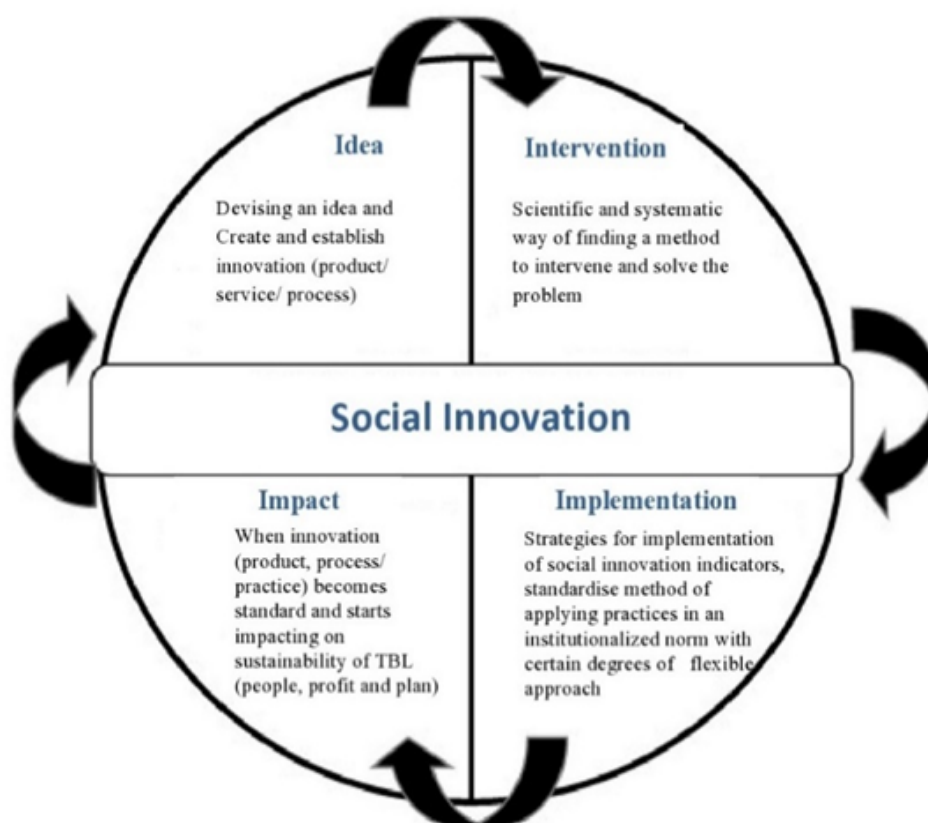 Idea
Devising an idea and
Create and establish
innovation (product/
service/ process)
Intervention
Scientific and systematic
way of finding a method
to intervene and solve the
problem
Social Innovation
Impact
When innovation
(product, process/
practice) becomes
standard and starts
impacting on
sustainability of TBL
(people, profit and plan)
Implementation
Strategies for implementation
of social innovation indicators,
standardise method of
applying practices in an
institutionalized norm with
certain degrees of flexible
approach